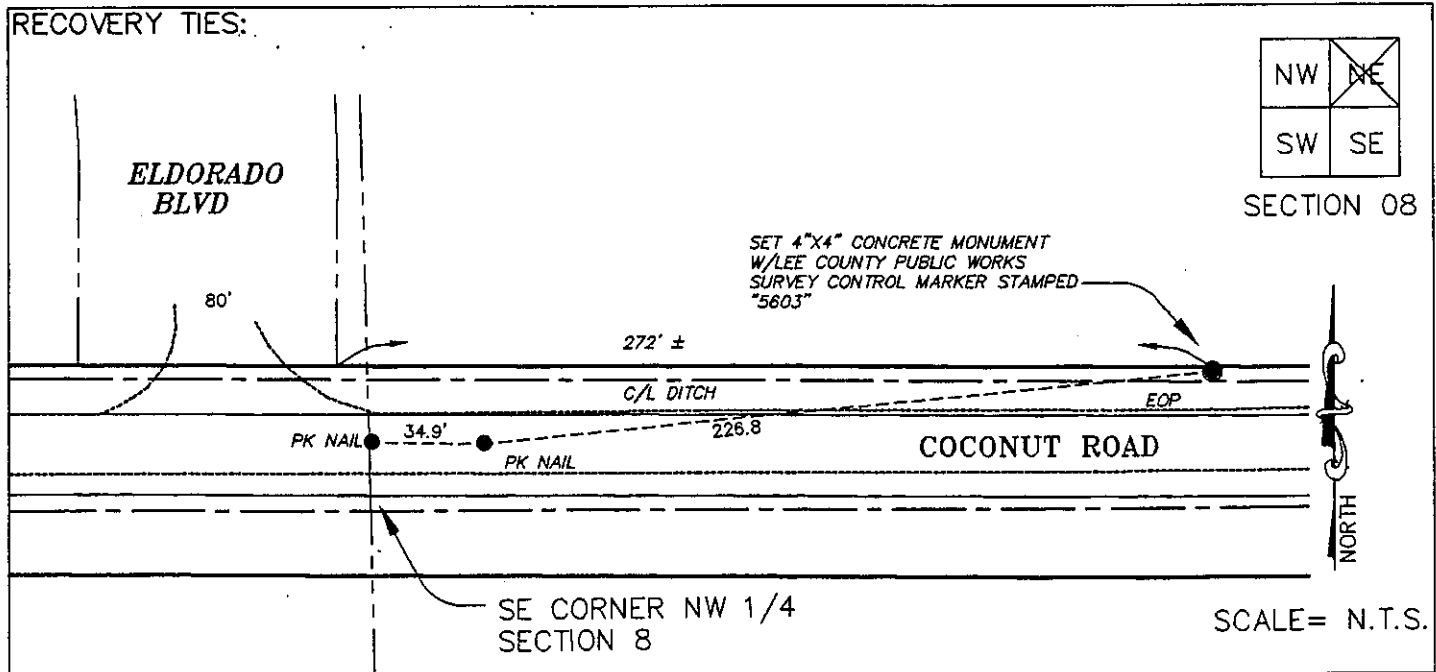 RECOVERY TIES:
NW NE
SW SE
SECTION 08
ELDORADO
BLVD
SET 4"X4" CONCRETE MONUMENT
W/LEE COUNTY PUBLIC WORKS
SURVEY CONTROL MARKER STAMPED
"5603"
80'
272' ±
C/L DITCH
EOP
PK NAIL
34.9'
PK NAIL
226.8
COCONUT ROAD
NORTH
SE CORNER NW 1/4
SECTION 8
SCALE= N.T.S.